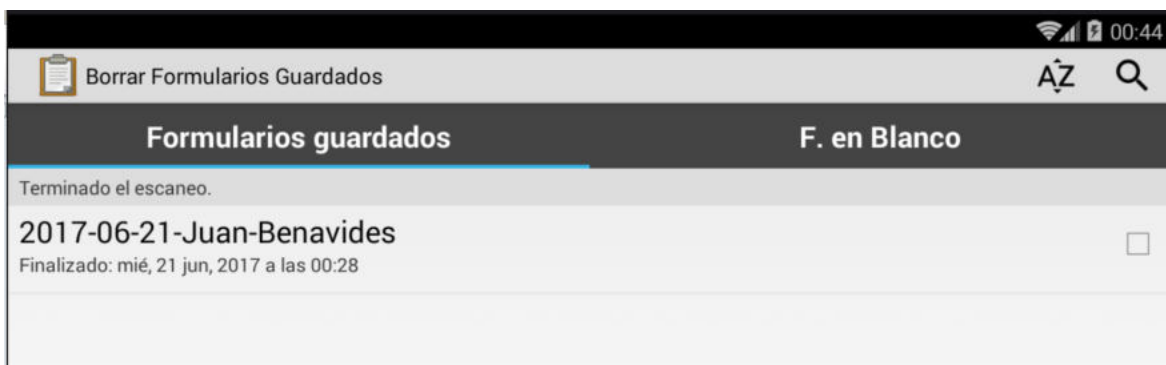 00:44
Borrar Formularios Guardados
AZ
Formularios guardados
F. en Blanco
Terminado el escaneo.
2017-06-21-Juan-Benavides
Finalizado: mié, 21 jun, 2017 a las 00:28